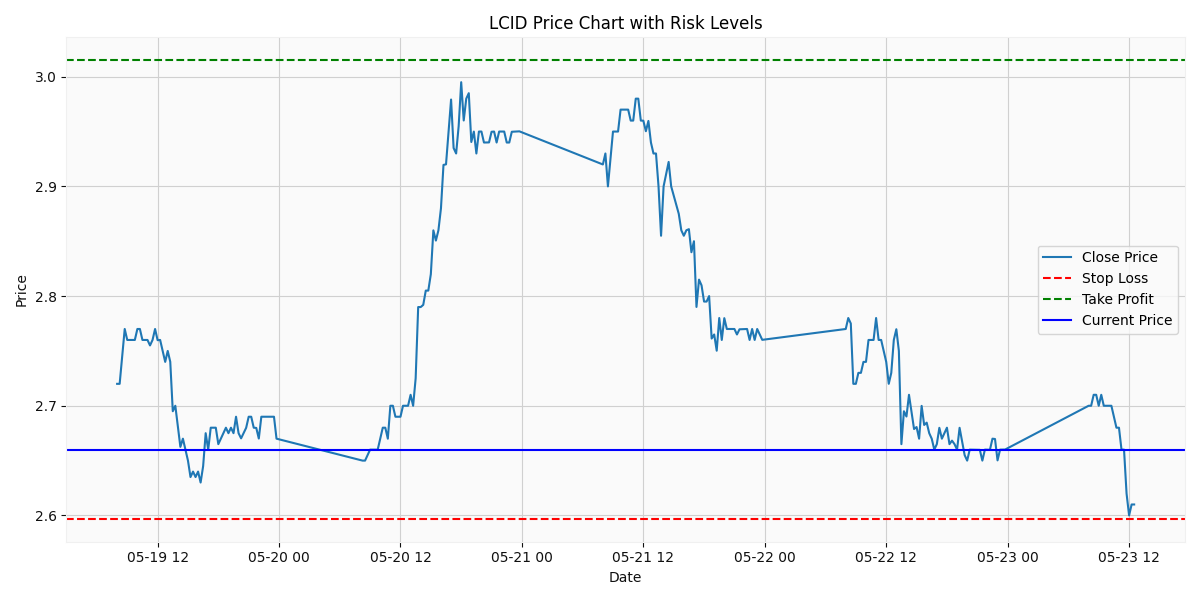 LCID Price Chart with Risk Levels
3.0
2.9
2.8
2.7
2.6
Price
Close Price
Stop Loss
Take Profit
Current Price
05-19 12
05-20 00
05-20 12
05-21 00
05-21 12
05-22 00
05-22 12
05-23 00
05-23 12
Date